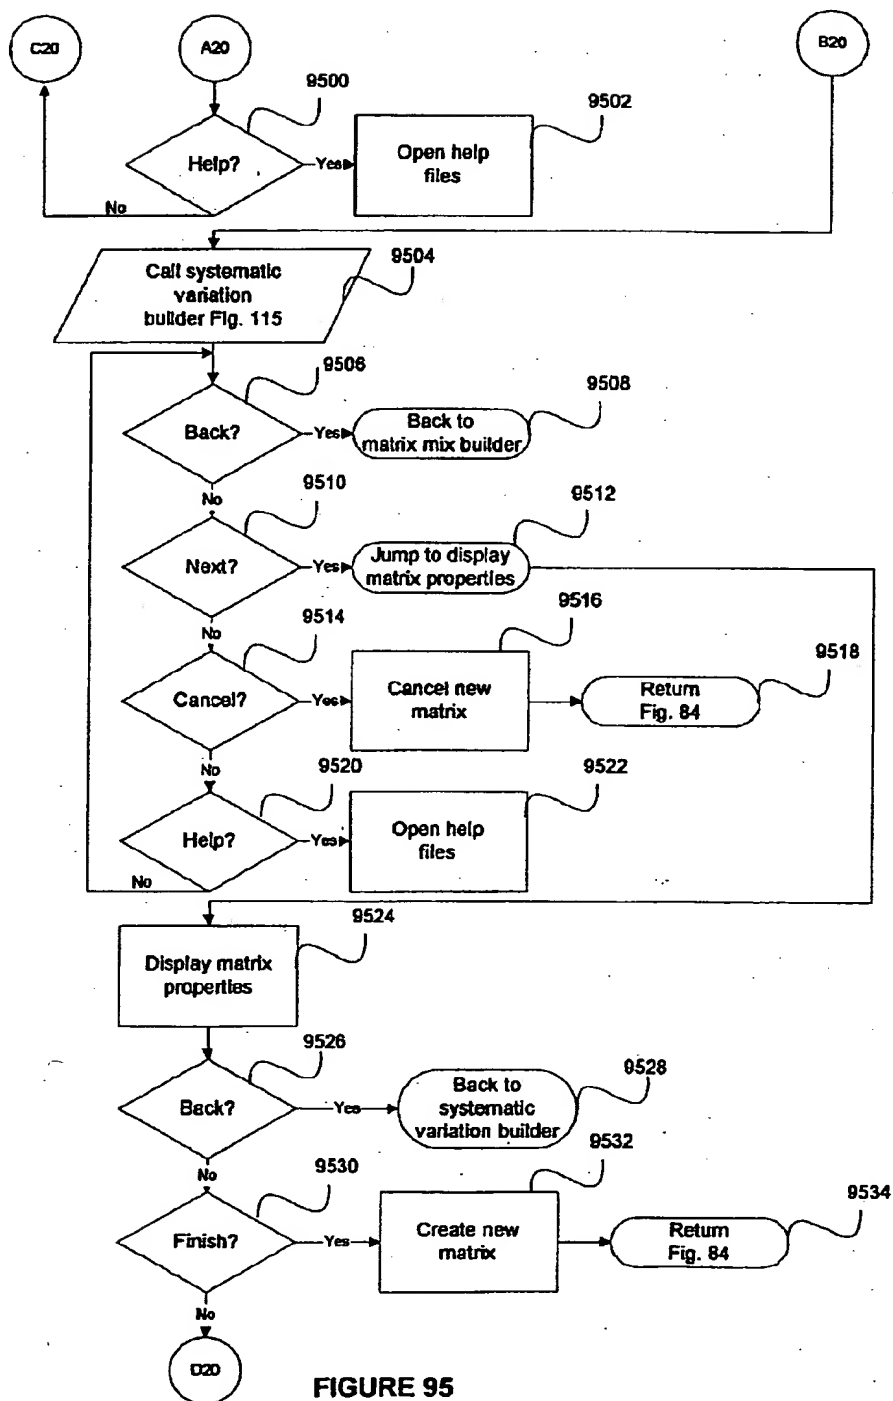 C20
A20
B20
9500
9502
Help?
Yes
Open help
files
No
Call systematic
variation
builder Fig. 115
9504
9506
9508
Back?
Yes
Back to
matrix mix builder
No
9510
9512
Next?
Yes
Jump to display
matrix properties
No
9514
9516
9518
Cancel?
Yes
Cancel new
matrix
Return
Fig. 84
No
9520
9522
Help?
Yes
Open help
files
No
9524
Display matrix
properties
9526
9528
Back?
Yes
Back to
systematic
variation builder
No
9530
9532
9534
Finish?
Yes
Create new
matrix
Return
Fig. 84
No
D20
FIGURE 95